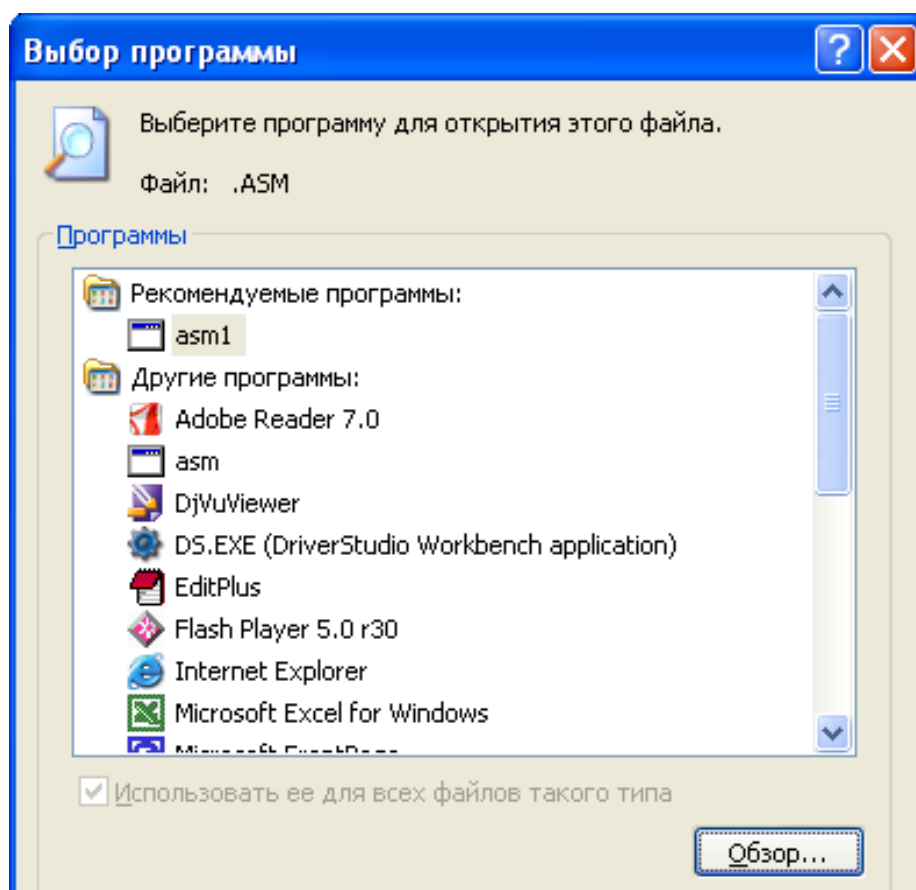 Выбор программы
Выберите программу для открытия этого файла.
Файл: .ASM
Программы
Рекомендуемые программы:
asm1
Другие программы:
Adobe Reader 7.0
asm
DjVuViewer
DS.EXE (DriverStudio Workbench application)
EditPlus
Flash Player 5.0 r30
Internet Explorer
Microsoft Excel for Windows
Microsoft FrontPage
Использовать ее для всех файлов такого типа
Обзор...